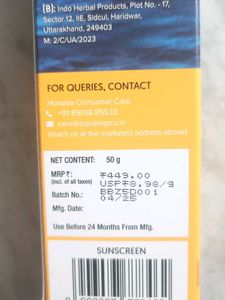 (B): Indo Herbal Products, Plot No. - 17,
Sector 12, IIE, Sidcul, Haridwar,
Uttarakhand, 249403
M: 2/C/UA/2023
FOR QUERIES, CONTACT
Honasa Consumer Care
+91 89018 85533
care@aqualogica.in
(reach us at the marketed address above)
NET CONTENT: 50 g
MRP ₹: ₹449.00
(incl. of all taxes) USP₹8.98/g
Batch No.: BBZ5D001
Mfg. Date: 04/25
Use Before 24 Months From Mfg.
SUNSCREEN